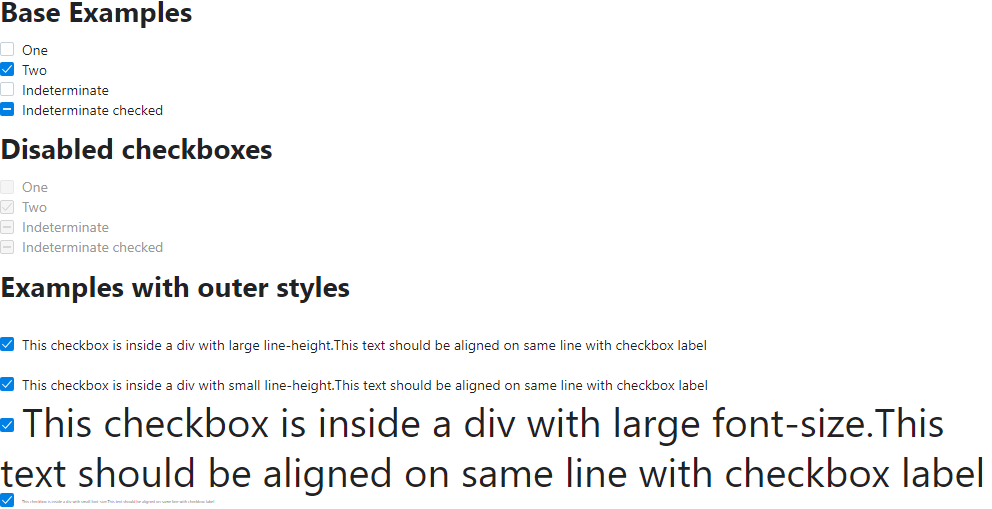 Base Examples
One
Two
Indeterminate
Indeterminate checked
Disabled checkboxes
One
Two
Indeterminate
Indeterminate checked
Examples with outer styles
This checkbox is inside a div with large line-height.This text should be aligned on same line with checkbox label
This checkbox is inside a div with small line-height.This text should be aligned on same line with checkbox label
This checkbox is inside a div with large font-size.This
text should be aligned on same line with checkbox label
This checkbox is inside a div with small font-size.This text should be aligned on same line with checkbox label